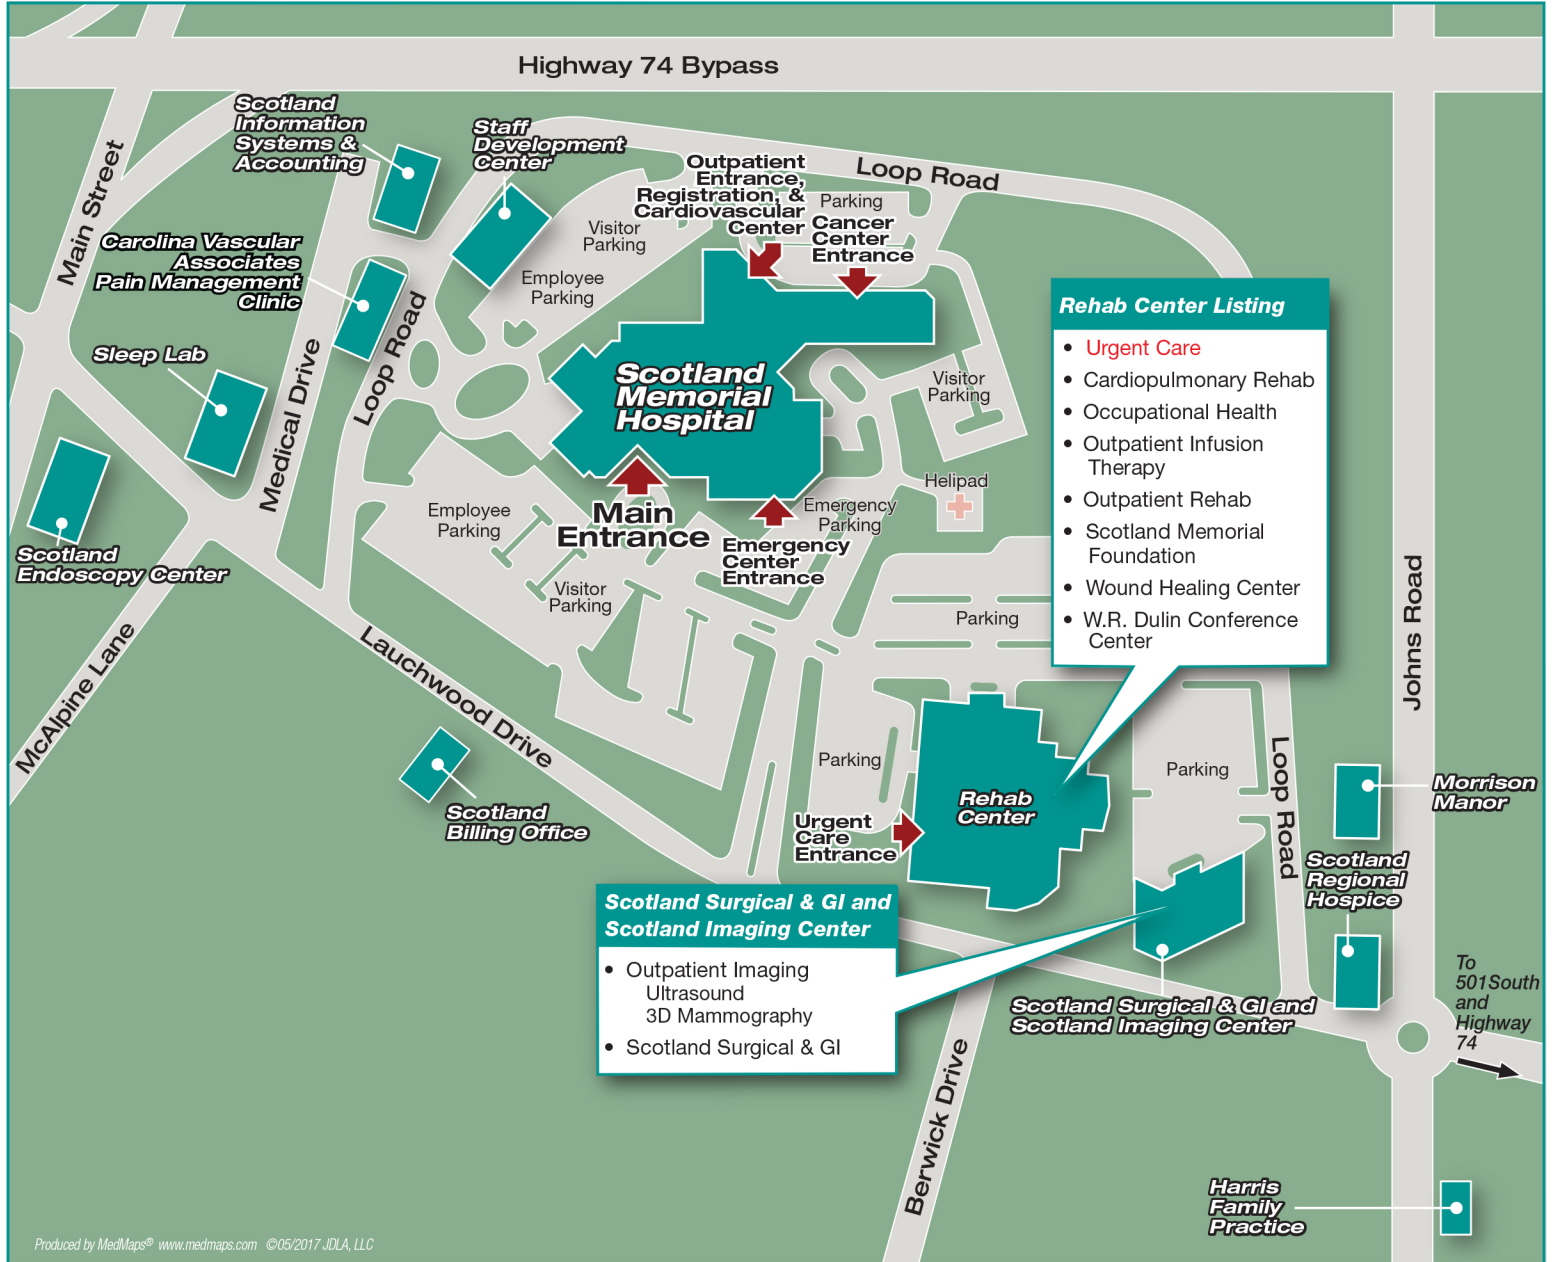 Highway 74 Bypass
Scotland
Information
Systems &
Accounting
Staff
Development
Center
Main Street
Outpatient
Entrance,
Registration, &
Cardiovascular
Center
Loop Road
Parking
Visitor
Parking
Cancer
Center
Entrance
Carolina Vascular
Associates
Pain Management
Clinic
Employee
Parking
Rehab Center Listing
• Urgent Care
• Cardiopulmonary Rehab
• Occupational Health
• Outpatient Infusion
Therapy
• Outpatient Rehab
• Scotland Memorial
Foundation
• Wound Healing Center
• W.R. Dulin Conference
Center
Sleep Lab
Medical Drive
Loop Road
Scotland
Memorial
Hospital
Visitor
Parking
Helipad
Employee
Parking
Main
Entrance
Emergency
Parking
Emergency
Center
Entrance
Scotland
Endoscopy Center
Visitor
Parking
Parking
Johns Road
McAlpine Lane
Lauchwood Drive
Parking
Parking
Loop Road
Rehab
Center
Morrison
Manor
Scotland
Billing Office
Urgent
Care
Entrance
Scotland
Regional
Hospice
Scotland Surgical & GI and
Scotland Imaging Center
• Outpatient Imaging
Ultrasound
3D Mammography
• Scotland Surgical & GI
Scotland Surgical & GI and
Scotland Imaging Center
To
501South
and
Highway
74
Berwick Drive
Harris
Family
Practice
Produced by MedMaps® www.medmaps.com ©05/2017 JDLA, LLC